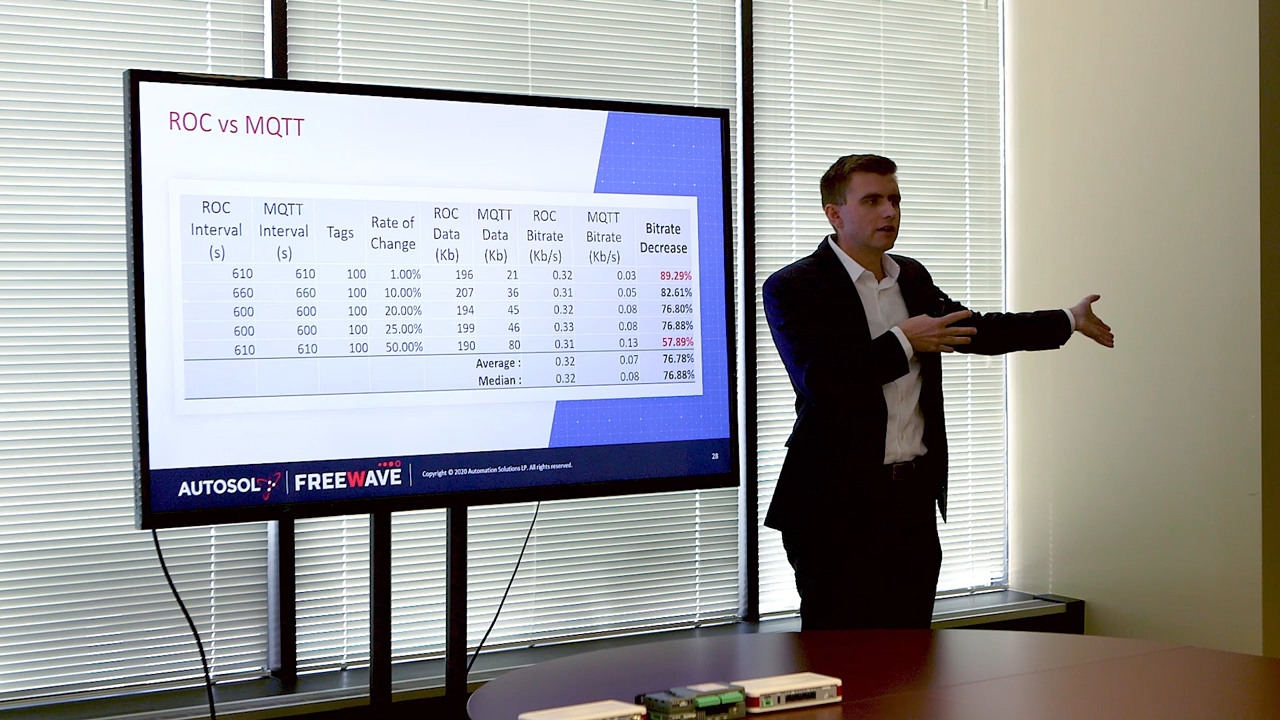 ROC vs MQTT
ROC Interval (s) MQTT Interval (s) Tags Rate of Change ROC Data (Kb) MQTT Data (Kb) ROC Bitrate (Kb/s) MQTT Bitrate (Kb/s) Bitrate Decrease
610 610 100 1.00% 196 21 0.32 0.03 89.29%
660 660 100 10.00% 207 36 0.31 0.05 82.61%
600 600 100 20.00% 194 45 0.32 0.08 76.80%
600 600 100 25.00% 199 46 0.33 0.08 76.88%
610 610 100 50.00% 190 80 0.31 0.13 57.89%
Average : 0.32 0.07 76.78%
Median : 0.32 0.08 76.88%
28
AUTOSOL FREEWAVE Copyright © 2020 Automation Solutions LP. All rights reserved.